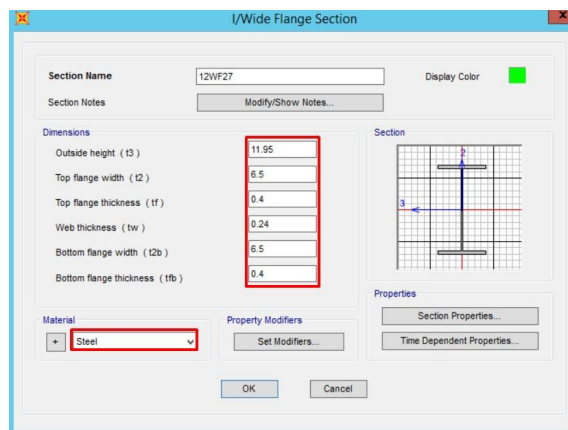 I/Wide Flange Section
X
Section Name 12WF27 Display Color
Section Notes Modify/Show Notes...
Dimensions
Outside height ( t3 ) 11.95
Top flange width ( t2 ) 6.5
Top flange thickness ( tf ) 0.4
Web thickness ( tw ) 0.24
Bottom flange width ( t2b ) 6.5
Bottom flange thickness ( tfb ) 0.4
Section
2
3
Material
+ Steel
Property Modifiers
Set Modifiers...
Properties
Section Properties...
Time Dependent Properties...
OK Cancel